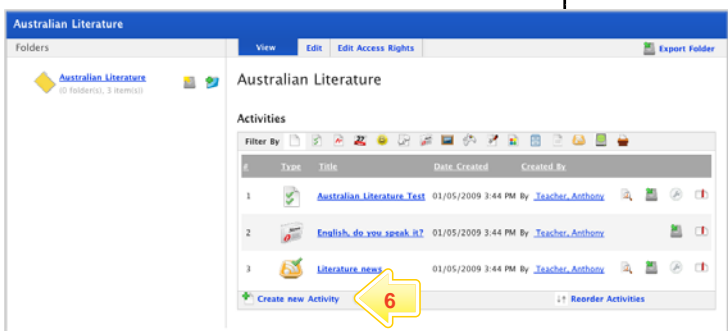 Australian Literature
Folders
View Edit Edit Access Rights Export Folder
Australian Literature
(0 folder(s), 3 item(s))
Australian Literature
Activities
Filter By
# Type Title Date Created Created By
1 Australian Literature Test 01/05/2009 3:44 PM By Teacher, Anthony
2 English, do you speak it? 01/05/2009 3:44 PM By Teacher, Anthony
3 Literature news 01/05/2009 3:44 PM By Teacher, Anthony
Create new Activity 6 Reorder Activities